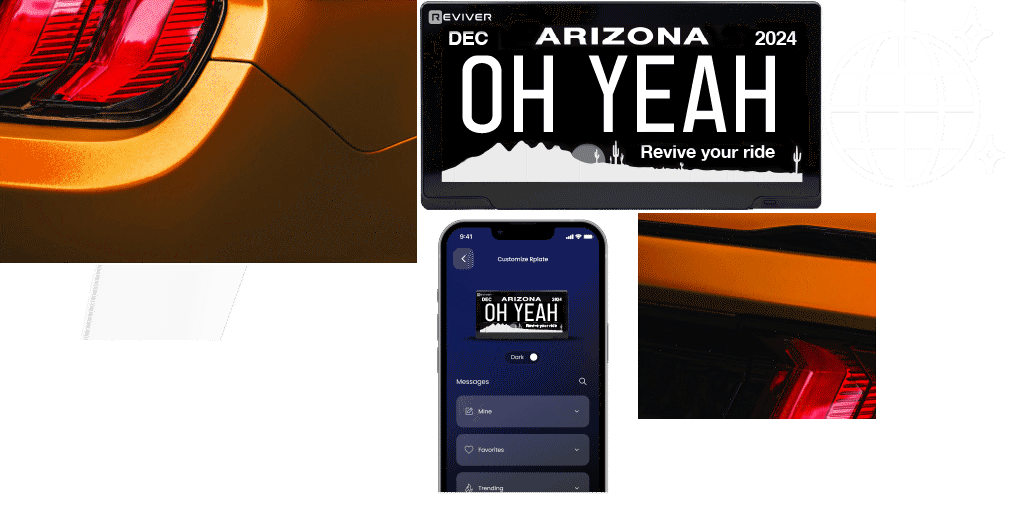 REVIVER
DEC ARIZONA 2024
OH YEAH
Revive your ride
9:41
Customize Rplate
REVIVER
DEC ARIZONA 2024
OH YEAH
Revive your ride
Dark
Messages
Mine
Favorites
Trending